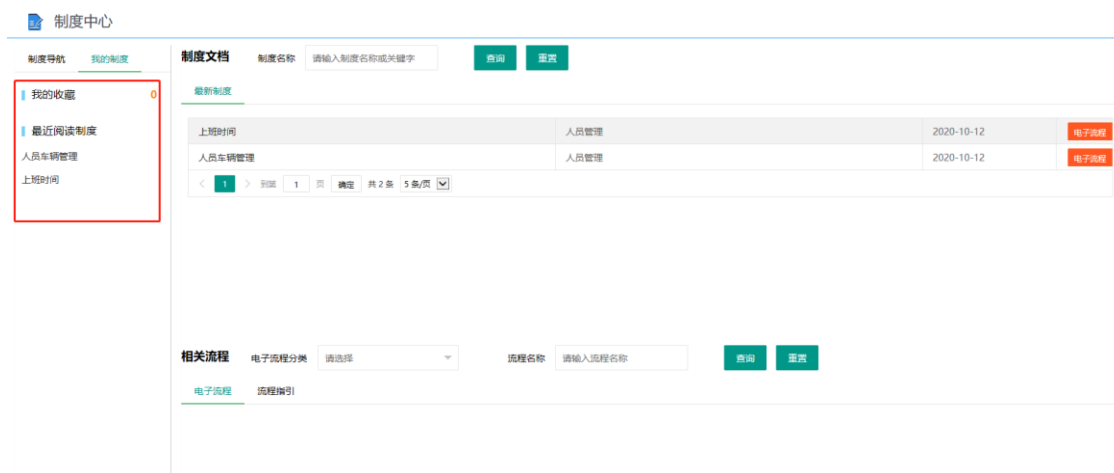 制度中心
制度导航 我的制度
我的收藏 0
最近阅读制度
人员车辆管理
上班时间
制度文档 制度名称 请输入制度名称或关键字 查询 重置
最新制度
上班时间 人员管理 2020-10-12 电子流程
人员车辆管理 人员管理 2020-10-12 电子流程
< 1 > 到第 1 页 确定 共 2 条 5 条/页
相关流程 电子流程分类 请选择 流程名称 请输入流程名称 查询 重置
电子流程 流程指引